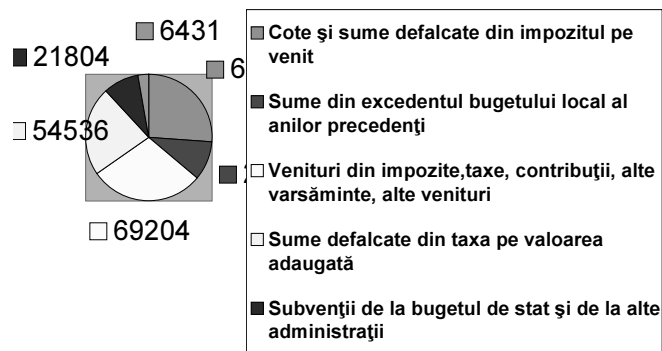 6431
21804
6
54536
69204
Cote şi sume defalcate din impozitul pe
venit
Sume din excedentul bugetului local al
anilor precedenţi
Venituri din impozite,taxe, contribuţii, alte
varsăminte, alte venituri
Sume defalcate din taxa pe valoarea
adaugată
Subvenţii de la bugetul de stat şi de la alte
administraţii